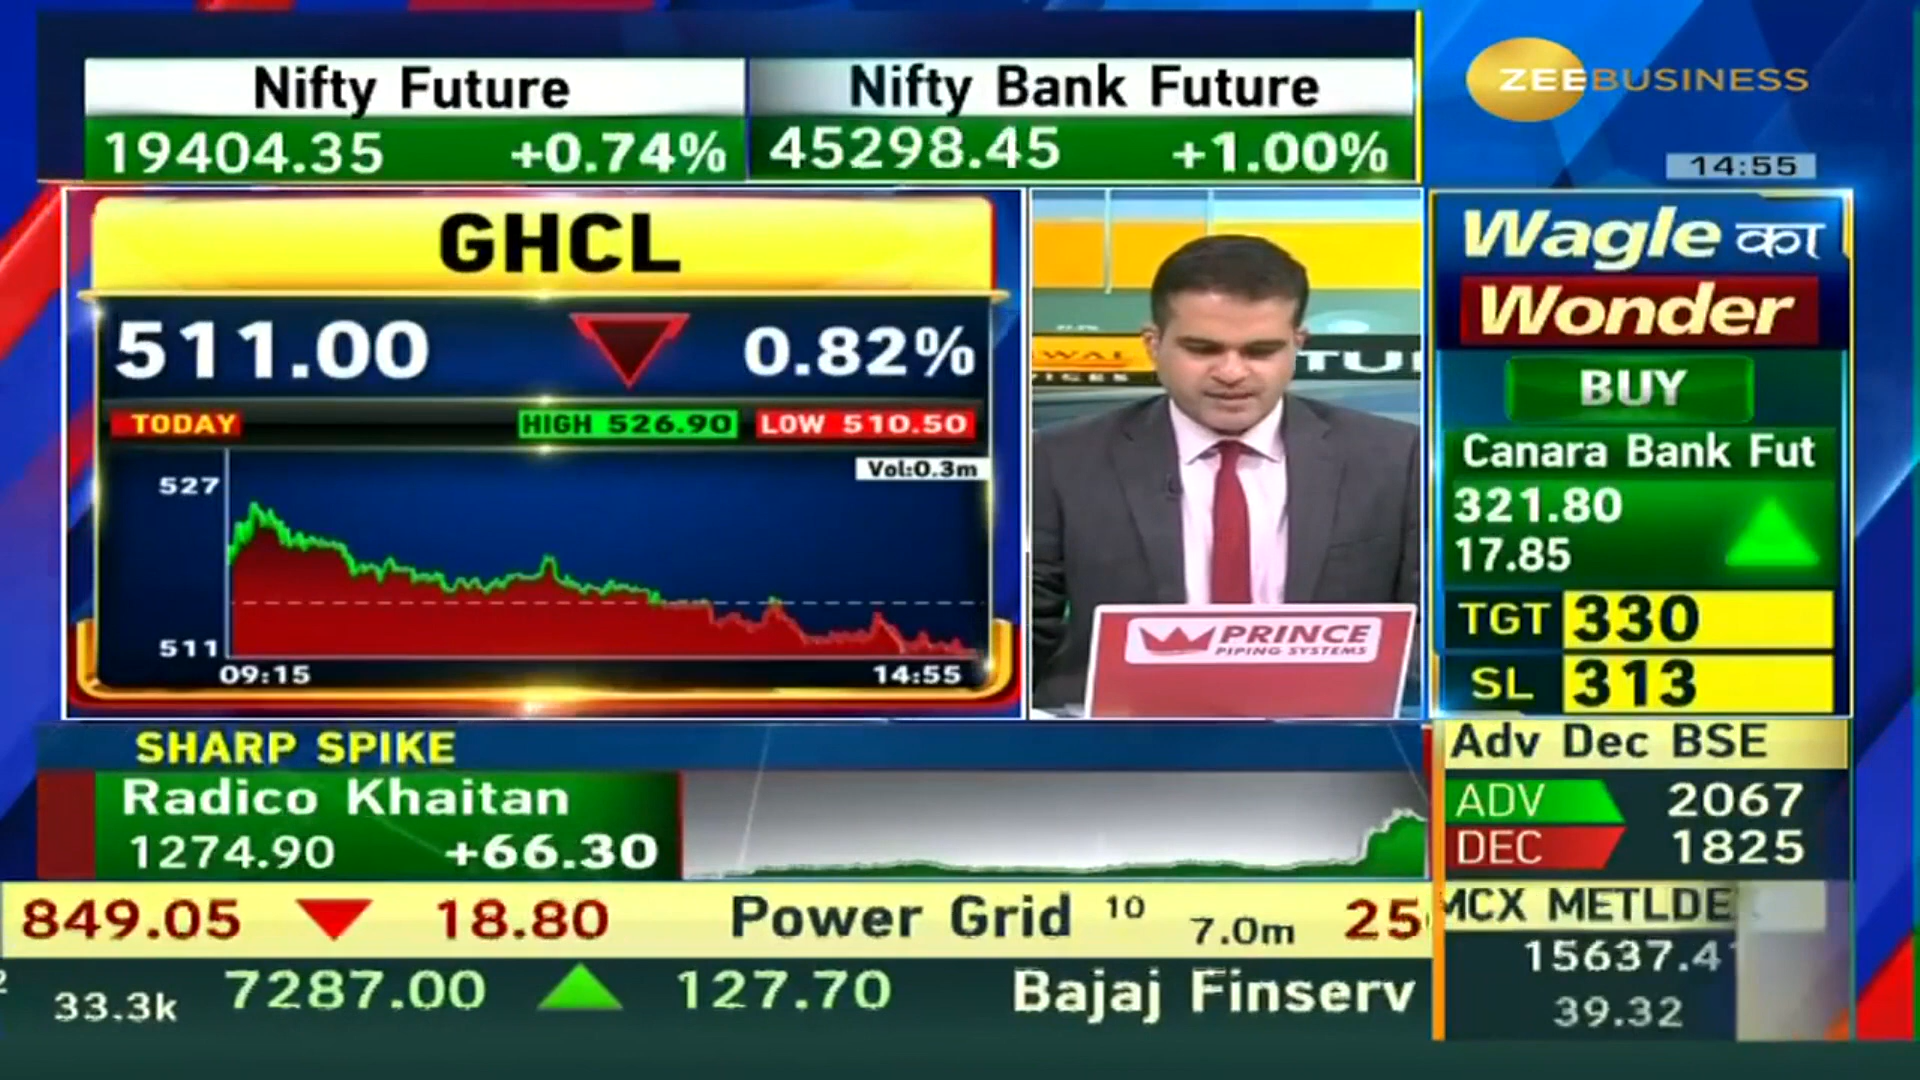 Nifty Future
19404.35 +0.74%
Nifty Bank Future
45298.45 +1.00%
ZEEBUSINESS
14:55
GHCL
511.00 0.82%
TODAY HIGH 526.90 LOW 510.50
Vol:0.3m
527
511
09:15 14:55
PRINCE
PIPING SYSTEMS
Wagle का
Wonder
BUY
Canara Bank Fut
321.80
17.85
TGT 330
SL 313
SHARP SPIKE
Radico Khaitan
1274.90 +66.30
Adv Dec BSE
ADV 2067
DEC 1825
849.05 18.80 Power Grid 10 7.0m 25
33.3k 7287.00 127.70 Bajaj Finserv
MCX METLDE
15637.4
39.32